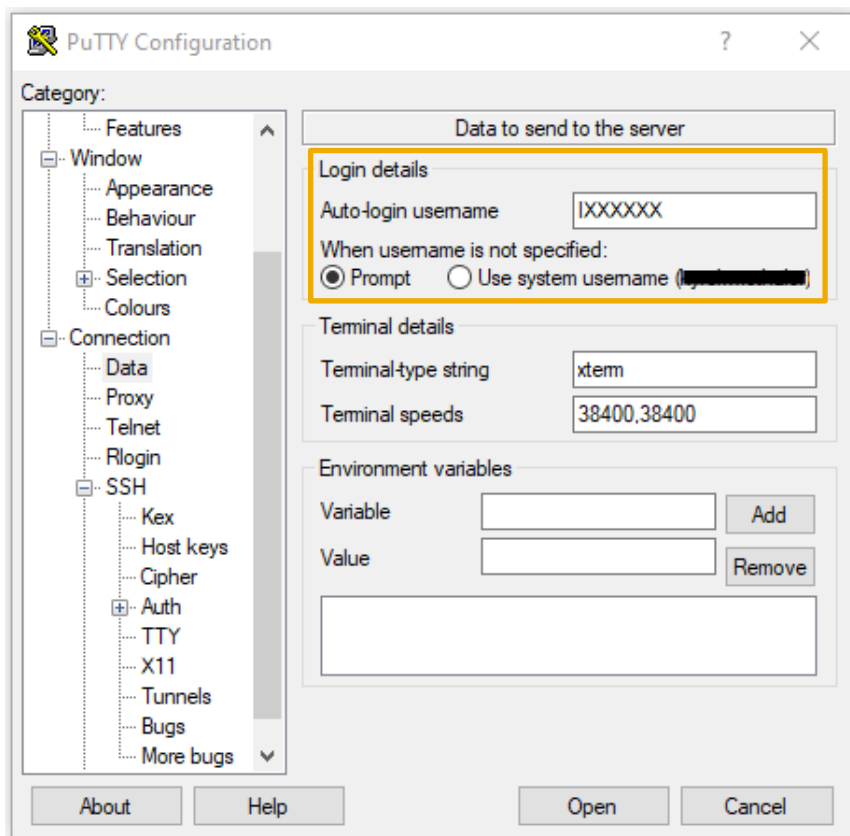 PuTTY Configuration
Category:
Features
Window
Appearance
Behaviour
Translation
Selection
Colours
Connection
Data
Proxy
Telnet
Rlogin
SSH
Kex
Host keys
Cipher
Auth
TTY
X11
Tunnels
Bugs
More bugs
Data to send to the server
Login details
Auto-login username IXXXXXX
When username is not specified:
Prompt Use system username ( )
Terminal details
Terminal-type string xterm
Terminal speeds 38400,38400
Environment variables
Variable Add
Value Remove
About Help Open Cancel